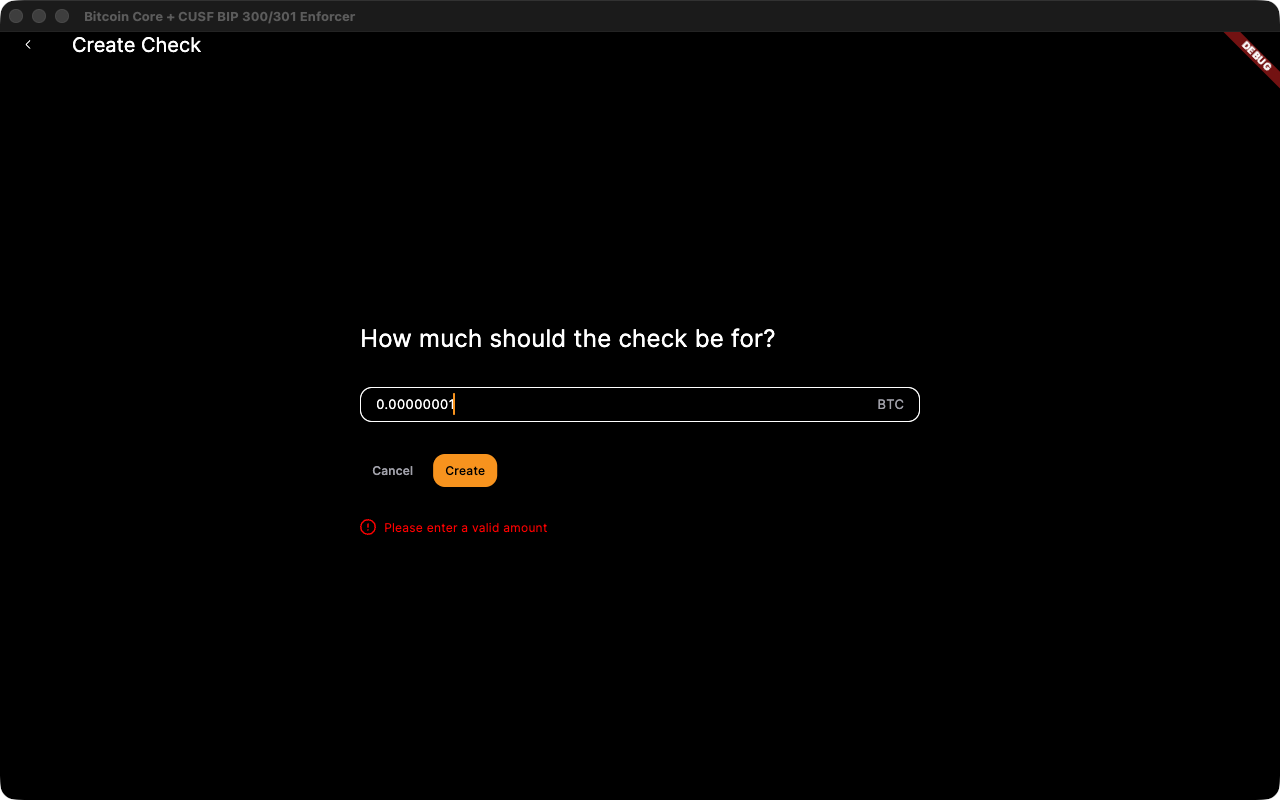 Bitcoin Core + CUSF BIP 300/301 Enforcer
Create Check
DEBUG
How much should the check be for?
0.00000001 BTC
Cancel Create
Please enter a valid amount